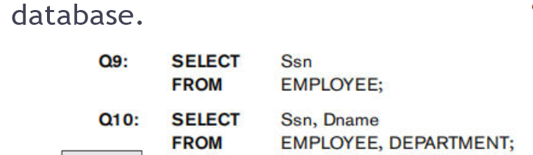 database.
Q9: SELECT Ssn
FROM EMPLOYEE;
Q10: SELECT Ssn, Dname
FROM EMPLOYEE, DEPARTMENT;